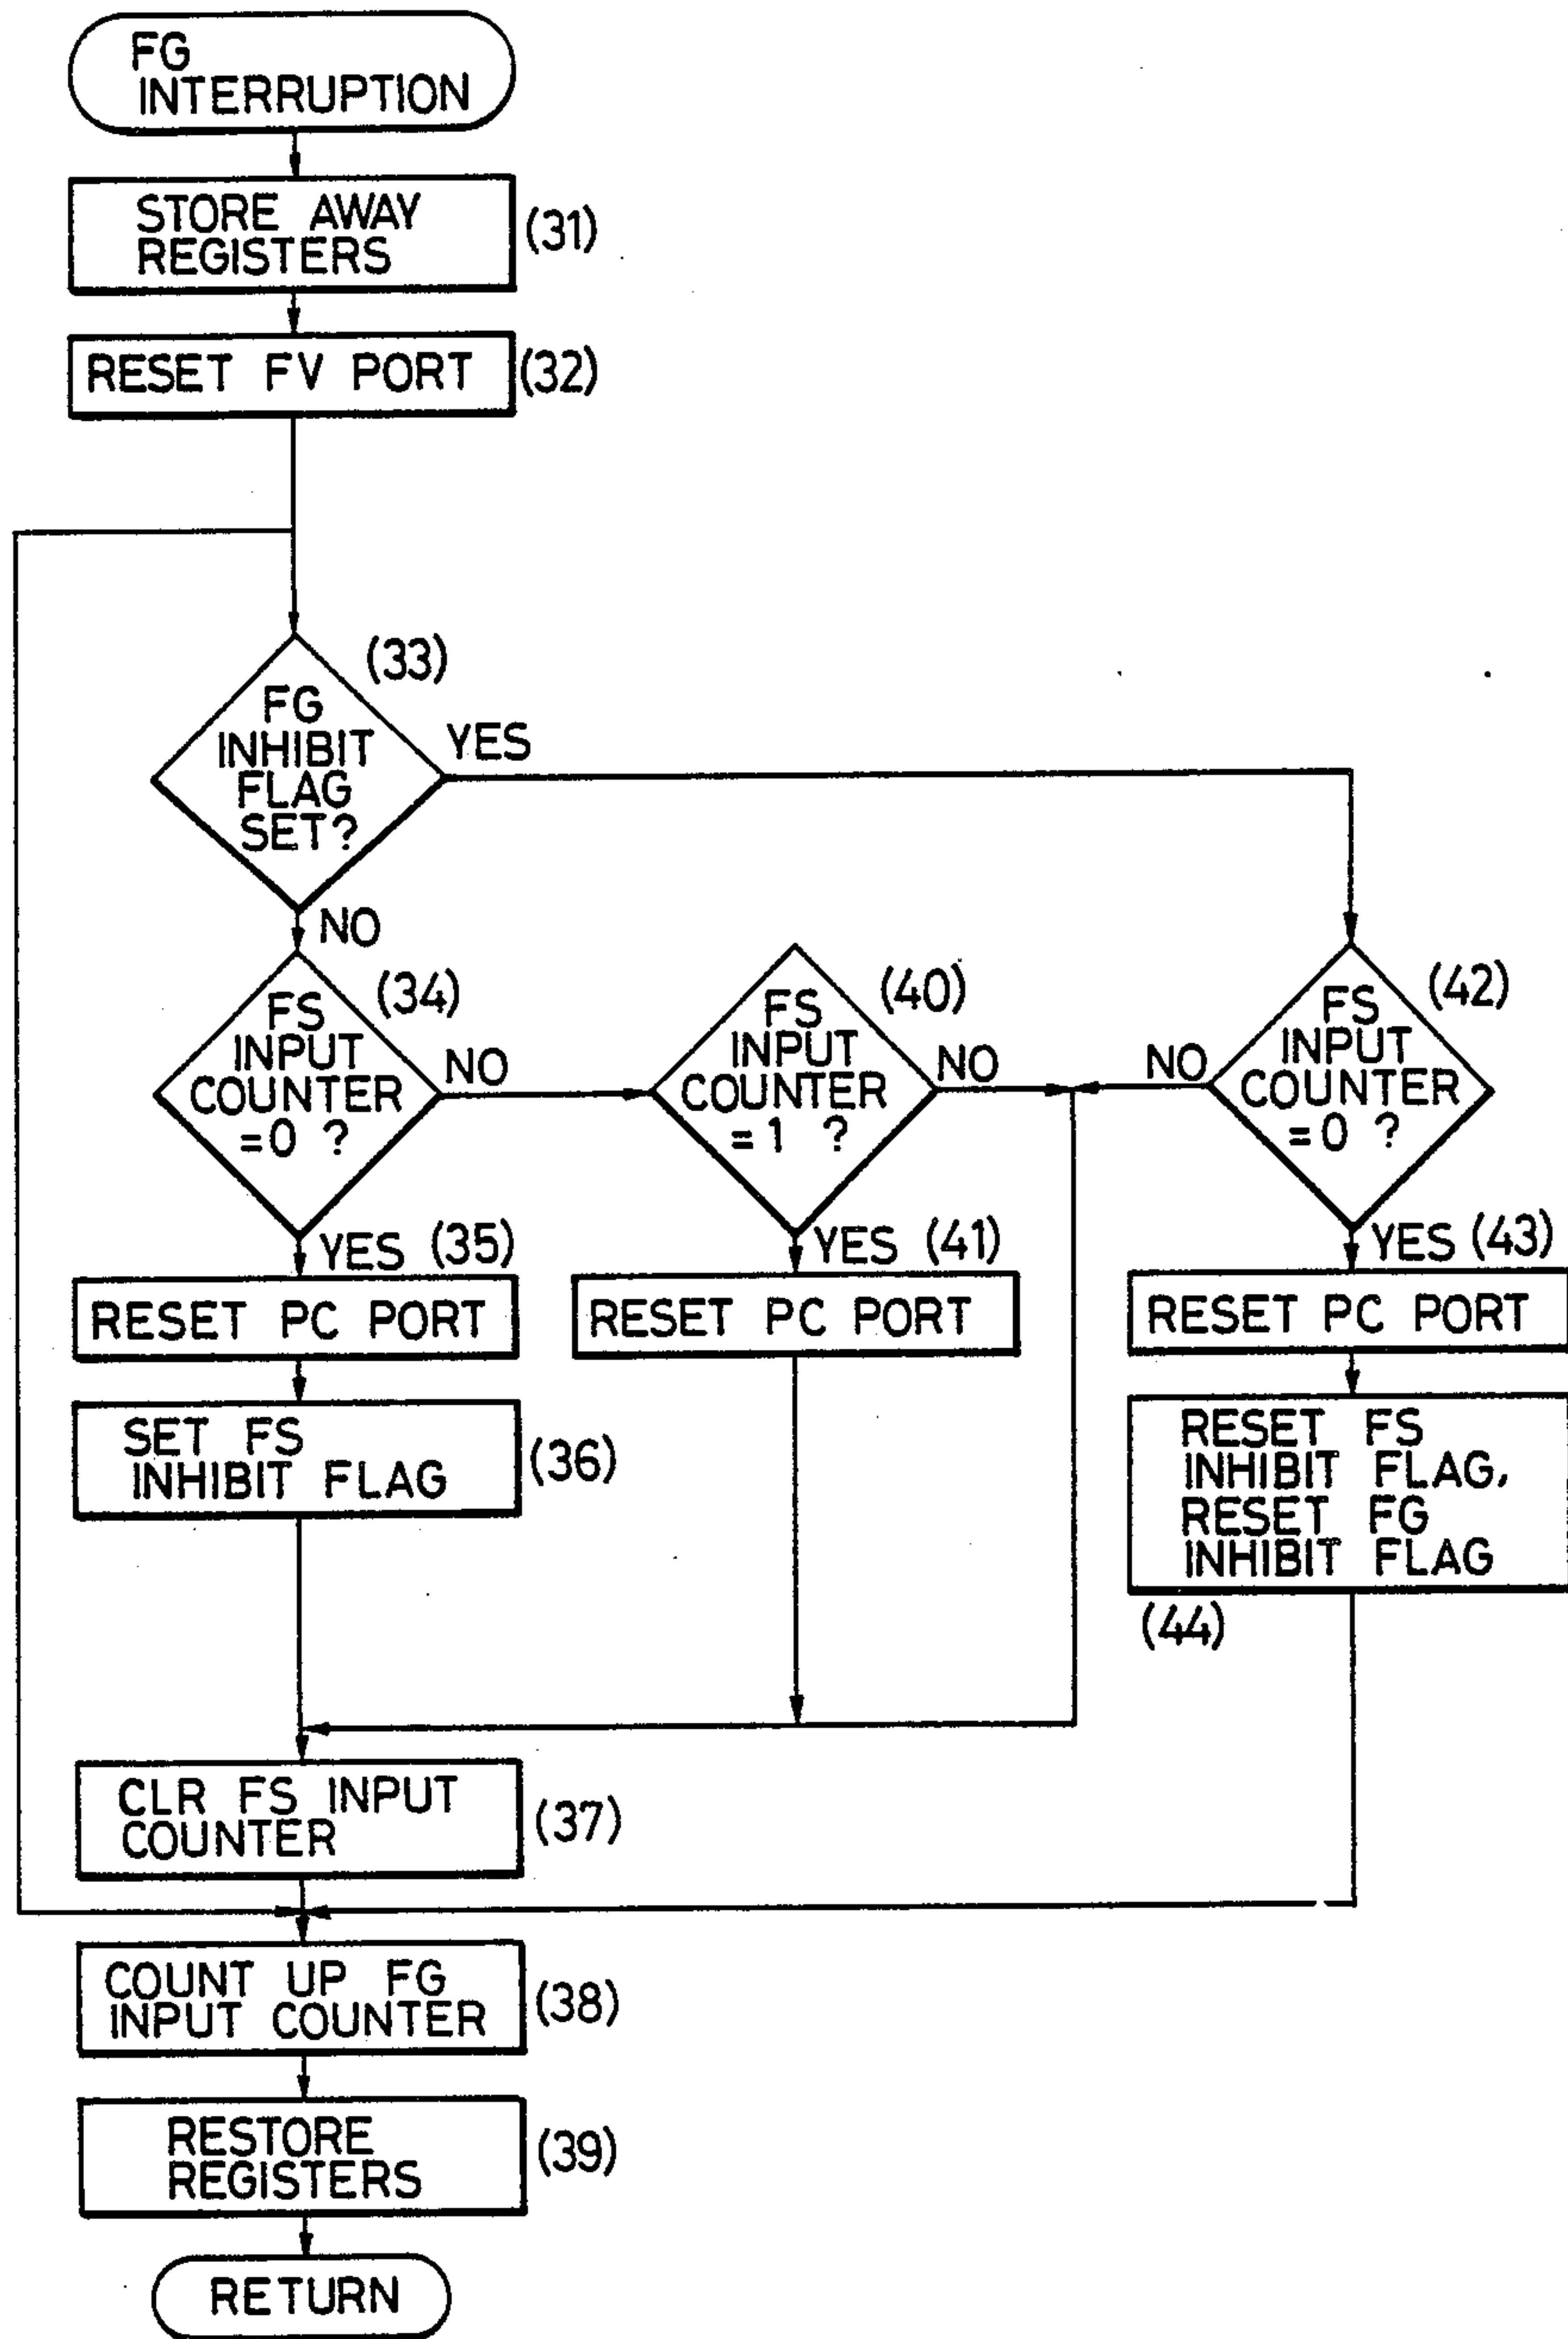 FG
INTERRUPTION
STORE AWAY
REGISTERS
(31)
RESET FV PORT
(32)
(33)
FG
INHIBIT
FLAG
SET?
YES
NO
(34)
FS
INPUT
COUNTER
=0 ?
NO
(40)
FS
INPUT
COUNTER
=1 ?
NO
(42)
FS
INPUT
COUNTER
=0 ?
NO
YES (35)
RESET PC PORT
SET FS
INHIBIT FLAG
(36)
YES (41)
RESET PC PORT
YES (43)
RESET PC PORT
RESET FS
INHIBIT FLAG,
RESET FG
INHIBIT FLAG
(44)
CLR FS INPUT
COUNTER
(37)
COUNT UP FG
INPUT COUNTER
(38)
RESTORE
REGISTERS
(39)
RETURN